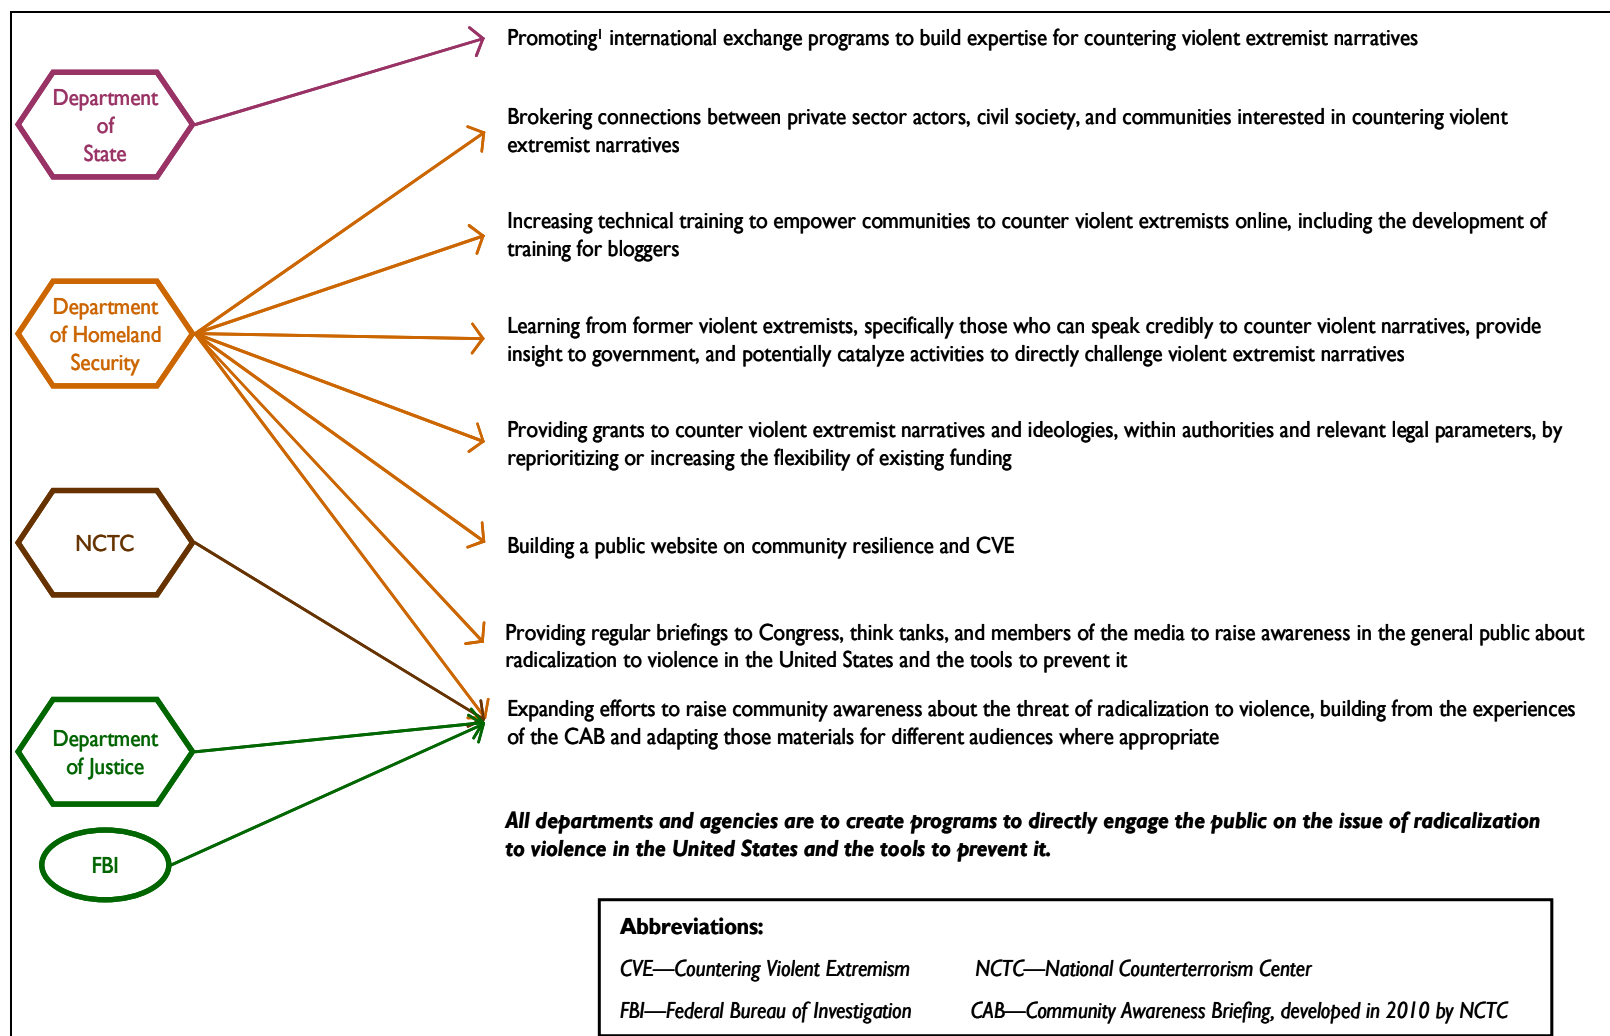 Promoting¹ international exchange programs to build expertise for countering violent extremist narratives
Department
of
State
Brokering connections between private sector actors, civil society, and communities interested in countering violent
extremist narratives
Increasing technical training to empower communities to counter violent extremists online, including the development of
training for bloggers
Department
of Homeland
Security
Learning from former violent extremists, specifically those who can speak credibly to counter violent narratives, provide
insight to government, and potentially catalyze activities to directly challenge violent extremist narratives
Providing grants to counter violent extremist narratives and ideologies, within authorities and relevant legal parameters, by
reprioritizing or increasing the flexibility of existing funding
NCTC
Building a public website on community resilience and CVE
Providing regular briefings to Congress, think tanks, and members of the media to raise awareness in the general public about
radicalization to violence in the United States and the tools to prevent it
Department
of Justice
Expanding efforts to raise community awareness about the threat of radicalization to violence, building from the experiences
of the CAB and adapting those materials for different audiences where appropriate
FBI
All departments and agencies are to create programs to directly engage the public on the issue of radicalization
to violence in the United States and the tools to prevent it.
Abbreviations:
CVE—Countering Violent Extremism NCTC—National Counterterrorism Center
FBI—Federal Bureau of Investigation CAB—Community Awareness Briefing, developed in 2010 by NCTC